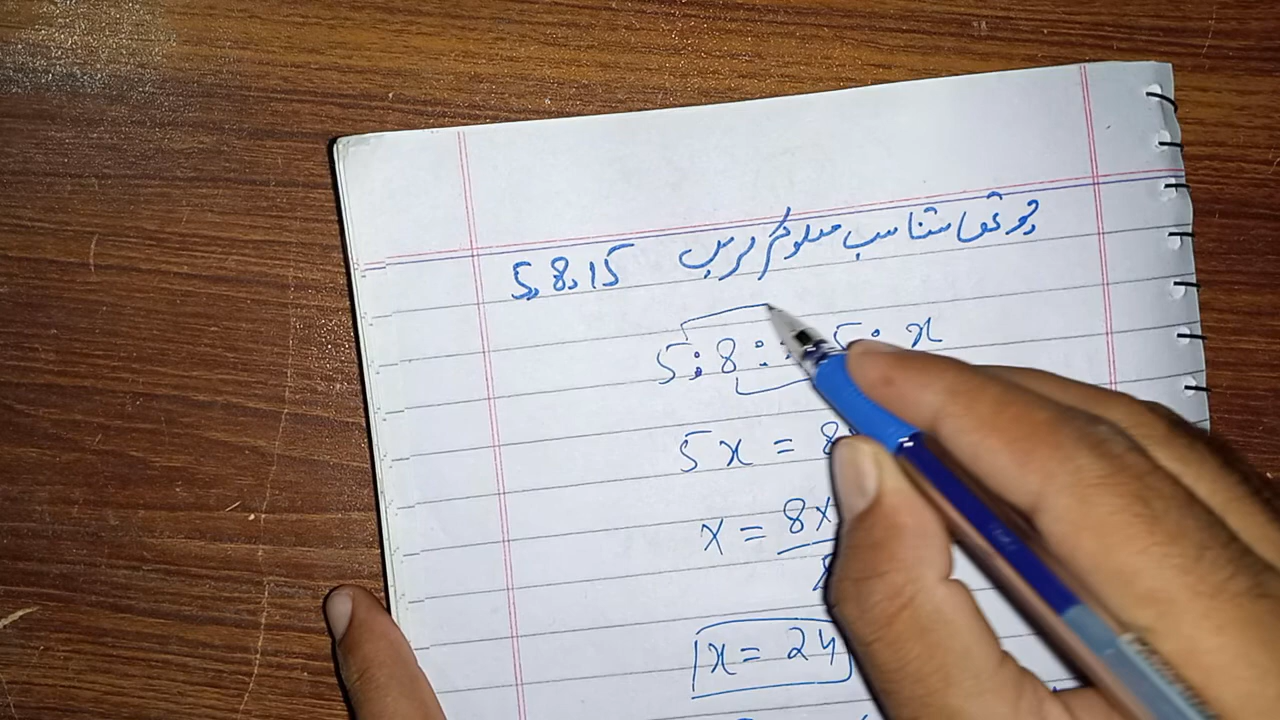 چوتھا متناسب معلوم کریں 5,8,15
5:8::15:x
5x = 8
x = 8x
x = 24